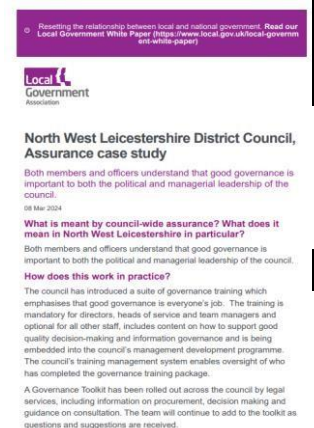 Resetting the relationship between local and national government. Read our
Local Government White Paper (https://www.local.gov.uk/local-governm
ent-white-paper)
Local
Government
Association
North West Leicestershire District Council,
Assurance case study
Both members and officers understand that good governance is
important to both the political and managerial leadership of the
council.
08 Mar 2024
What is meant by council-wide assurance? What does it
mean in North West Leicestershire in particular?
Both members and officers understand that good governance is
important to both the political and managerial leadership of the council.
How does this work in practice?
The council has introduced a suite of governance training which
emphasises that good governance is everyone's job. The training is
mandatory for directors, heads of service and team managers and
optional for all other staff, includes content on how to support good
quality decision-making and information governance and is being
embedded into the council's management development programme.
The council's training management system enables oversight of who
has completed the governance training package.
A Governance Toolkit has been rolled out across the council by legal
services, including information on procurement, decision making and
guidance on consultation. The team will continue to add to the toolkit as
questions and suggestions are received.